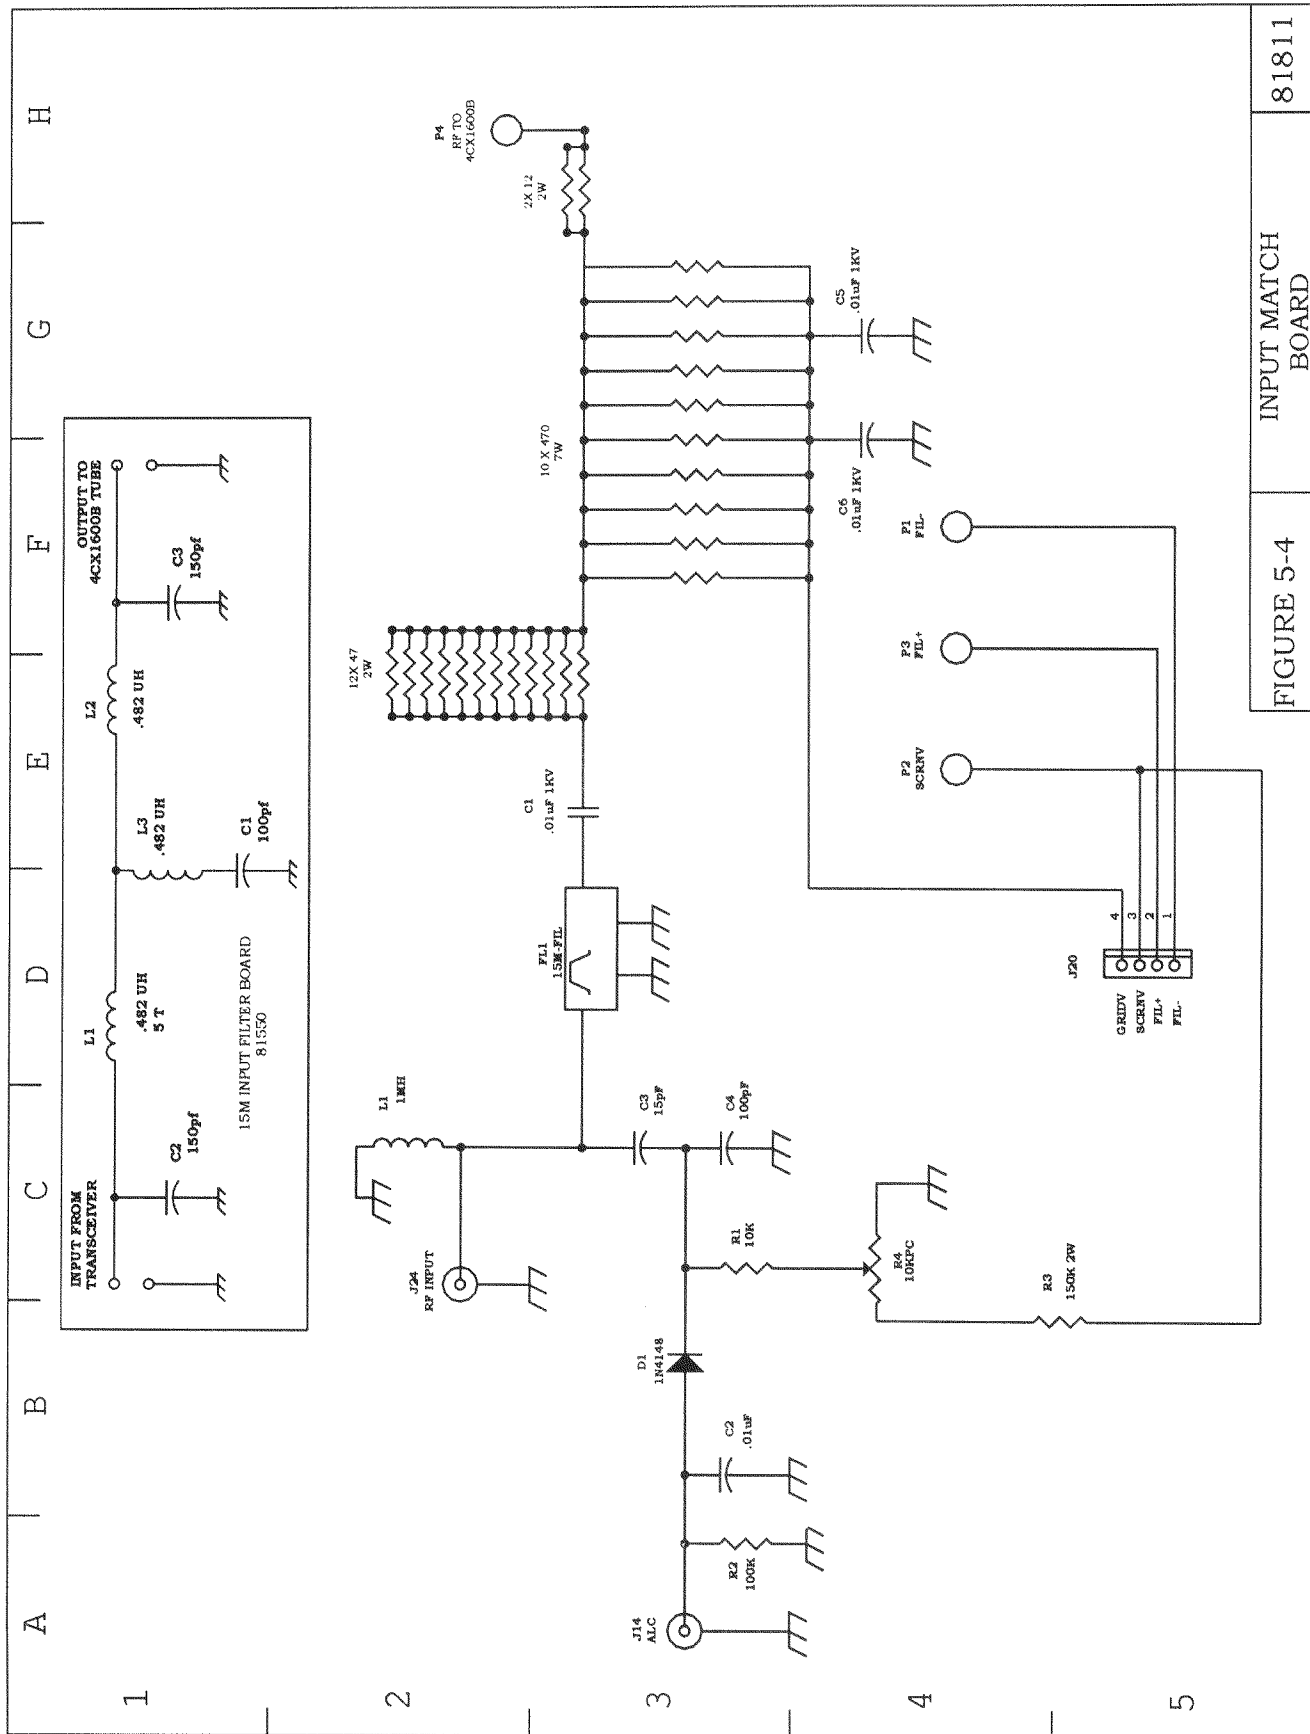 A
B
C
D
E
F
G
H
1
2
3
4
5
INPUT FROM
TRANSCEIVER
C2
150pf
L1
.482 UH
5 T
15M INPUT FILTER BOARD
81550
L3
.482 UH
C1
100pf
L2
.482 UH
C3
150pf
OUTPUT TO
4CX1600B TUBE
L1
1MH
J24
RF INPUT
FL1
15M-FIL
C1
.01uF 1KV
12X 47
2W
10 X 470
7W
2X 12
2W
P4
RF TO
4CX1600B
C3
15pF
C4
100pF
J14
ALC
R2
100K
C2
.01uF
D1
1N4148
R1
10K
R4
10KPC
R3
150K 2W
C6
.01uF 1KV
C5
.01uF 1KV
P2
SCRNV
P3
FIL+
P1
FIL-
J20
GRIDV
4
SCRNV
3
FIL+
2
FIL-
1
FIGURE 5-4
INPUT MATCH
BOARD
81811